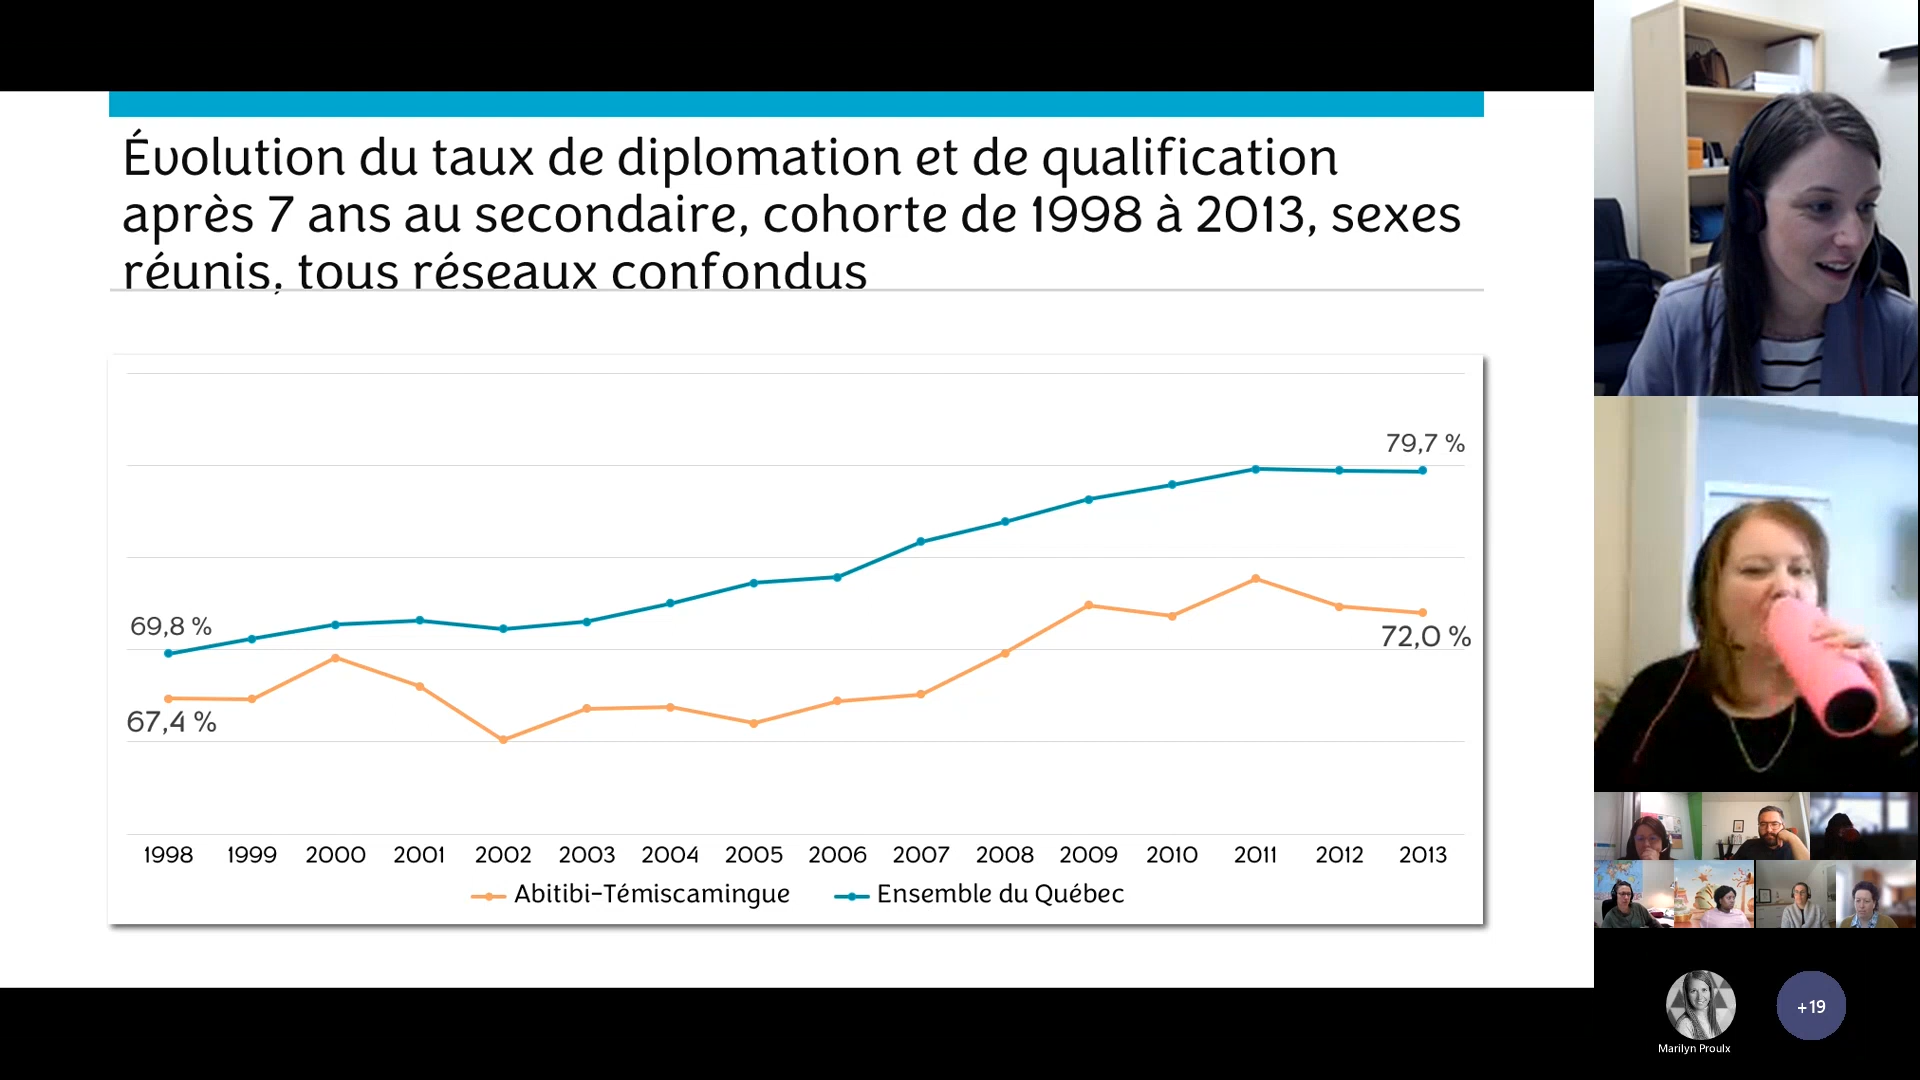 Évolution du taux de diplomation et de qualification
après 7 ans au secondaire, cohorte de 1998 à 2013, sexes
réunis, tous réseaux confondus
79,7 %
69,8 %
72,0 %
67,4 %
1998 1999 2000 2001 2002 2003 2004 2005 2006 2007 2008 2009 2010 2011 2012 2013
Abitibi-Témiscamingue Ensemble du Québec
+19
Marilyn Proulx